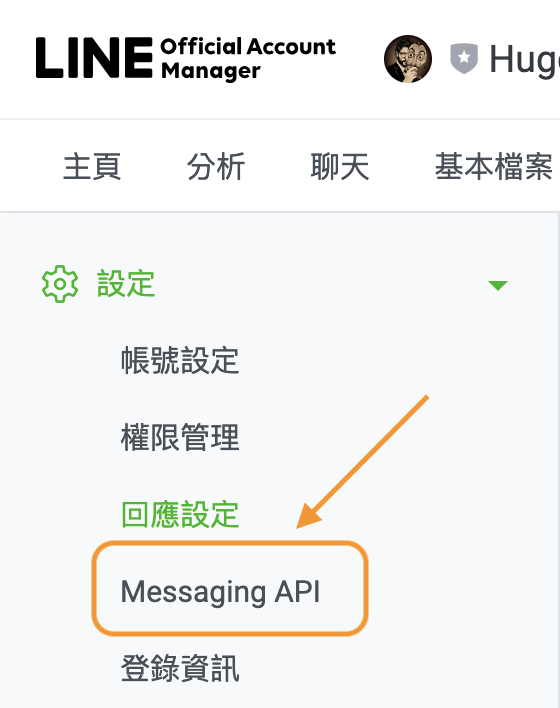 LINE Official Account Manager
主頁 分析 聊天 基本檔案
設定
帳號設定
權限管理
回應設定
Messaging API
登錄資訊